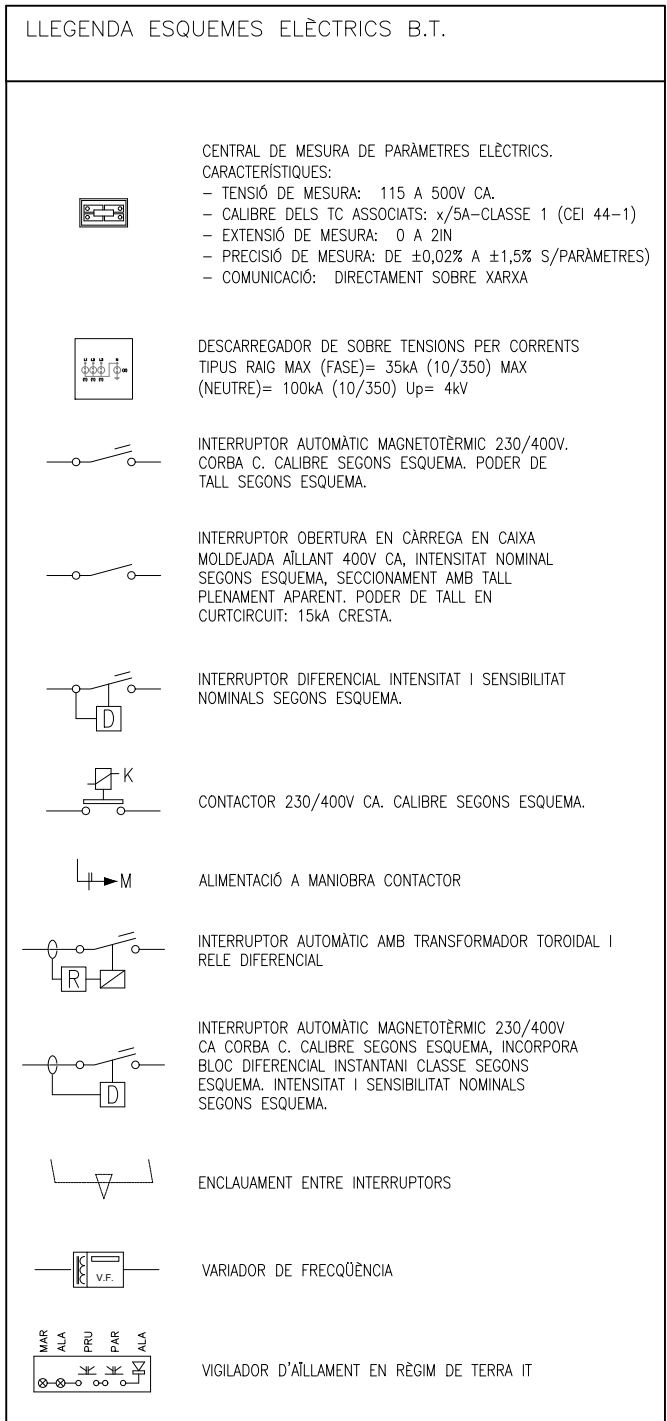 LLEGENDA ESQUEMES ELÈCTRICS B.T.
CENTRAL DE MESURA DE PARÀMETRES ELÈCTRICS.
CARACTERÍSTIQUES:
– TENSIÓ DE MESURA: 115 A 500V CA.
– CALIBRE DELS TC ASSOCIATS: x/5A–CLASSE 1 (CEI 44–1)
– EXTENSIÓ DE MESURA: 0 A 2IN
– PRECISIÓ DE MESURA: DE ±0,02% A ±1,5% S/PARÀMETRES)
– COMUNICACIÓ: DIRECTAMENT SOBRE XARXA
DESCARREGADOR DE SOBRE TENSIONS PER CORRENTS
TIPUS RAIG MAX (FASE)= 35kA (10/350) MAX
(NEUTRE)= 100kA (10/350) Up= 4kV
INTERRUPTOR AUTOMÀTIC MAGNETOTÈRMIC 230/400V.
CORBA C. CALIBRE SEGONS ESQUEMA. PODER DE
TALL SEGONS ESQUEMA.
INTERRUPTOR OBERTURA EN CÀRREGA EN CAIXA
MOLDEJADA AÏLLANT 400V CA, INTENSITAT NOMINAL
SEGONS ESQUEMA, SECCIONAMENT AMB TALL
PLENAMENT APARENT. PODER DE TALL EN
CURTCIRCUIT: 15kA CRESTA.
D
INTERRUPTOR DIFERENCIAL INTENSITAT I SENSIBILITAT
NOMINALS SEGONS ESQUEMA.
K
CONTACTOR 230/400V CA. CALIBRE SEGONS ESQUEMA.
M
ALIMENTACIÓ A MANIOBRA CONTACTOR
R
INTERRUPTOR AUTOMÀTIC AMB TRANSFORMADOR TOROIDAL I
RELE DIFERENCIAL
D
INTERRUPTOR AUTOMÀTIC MAGNETOTÈRMIC 230/400V
CA CORBA C. CALIBRE SEGONS ESQUEMA, INCORPORA
BLOC DIFERENCIAL INSTANTANI CLASSE SEGONS
ESQUEMA. INTENSITAT I SENSIBILITAT NOMINALS
SEGONS ESQUEMA.
ENCLAUAMENT ENTRE INTERRUPTORS
V.F.
VARIADOR DE FRECQÜÈNCIA
MAR ALA PRU PAR ALA
VIGILADOR D'AÏLLAMENT EN RÈGIM DE TERRA IT